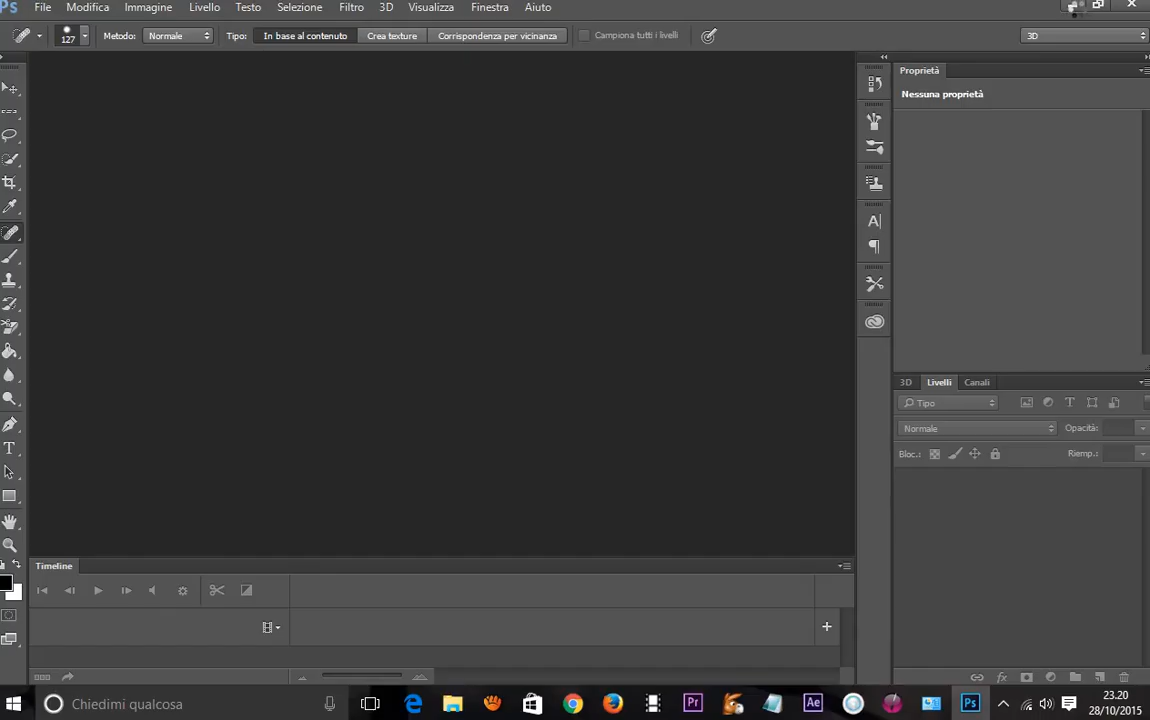 Ps File Modifica Immagine Livello Testo Selezione Filtro 3D Visualizza Finestra Aiuto
127 Metodo: Normale Tipo: In base al contenuto Crea texture Corrispondenza per vicinanza Campiona tutti i livelli 3D
Proprietà
Nessuna proprietà
3D Livelli Canali
Tipo
Normale Opacità:
Bloc.: Riemp.:
Timeline
Chiedimi qualcosa
Pr Ae Ps
23.20
28/10/2015